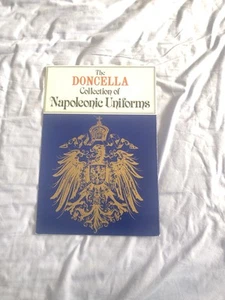 The
DONCELLA
Collection of
Napoleonic Uniforms